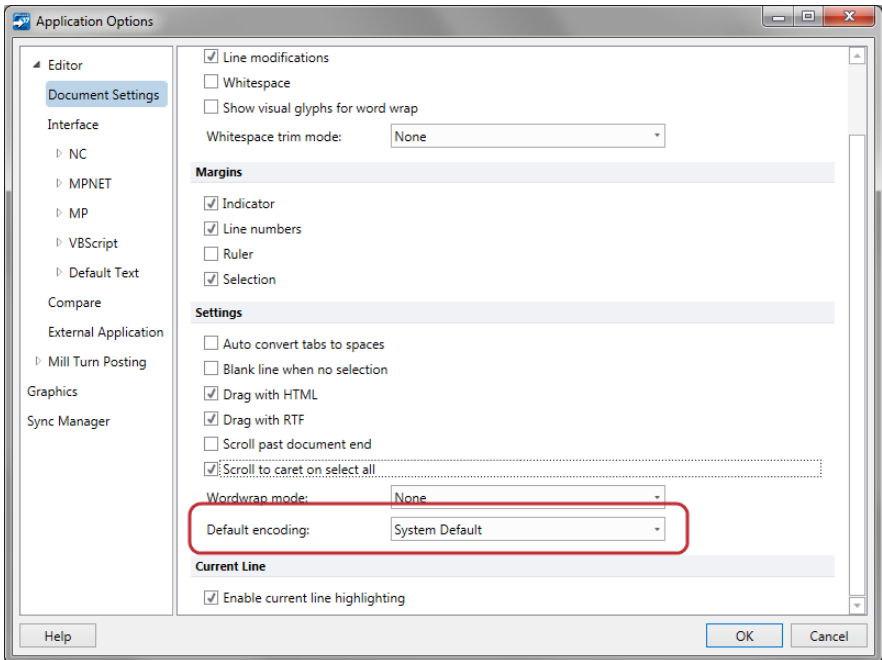 Application Options
Editor
Document Settings
Interface
NC
MPNET
MP
VBScript
Default Text
Compare
External Application
Mill Turn Posting
Graphics
Sync Manager
Line modifications
Whitespace
Show visual glyphs for word wrap
Whitespace trim mode: None
Margins
Indicator
Line numbers
Ruler
Selection
Settings
Auto convert tabs to spaces
Blank line when no selection
Drag with HTML
Drag with RTF
Scroll past document end
Scroll to caret on select all
Wordwrap mode: None
Default encoding: System Default
Current Line
Enable current line highlighting
Help OK Cancel